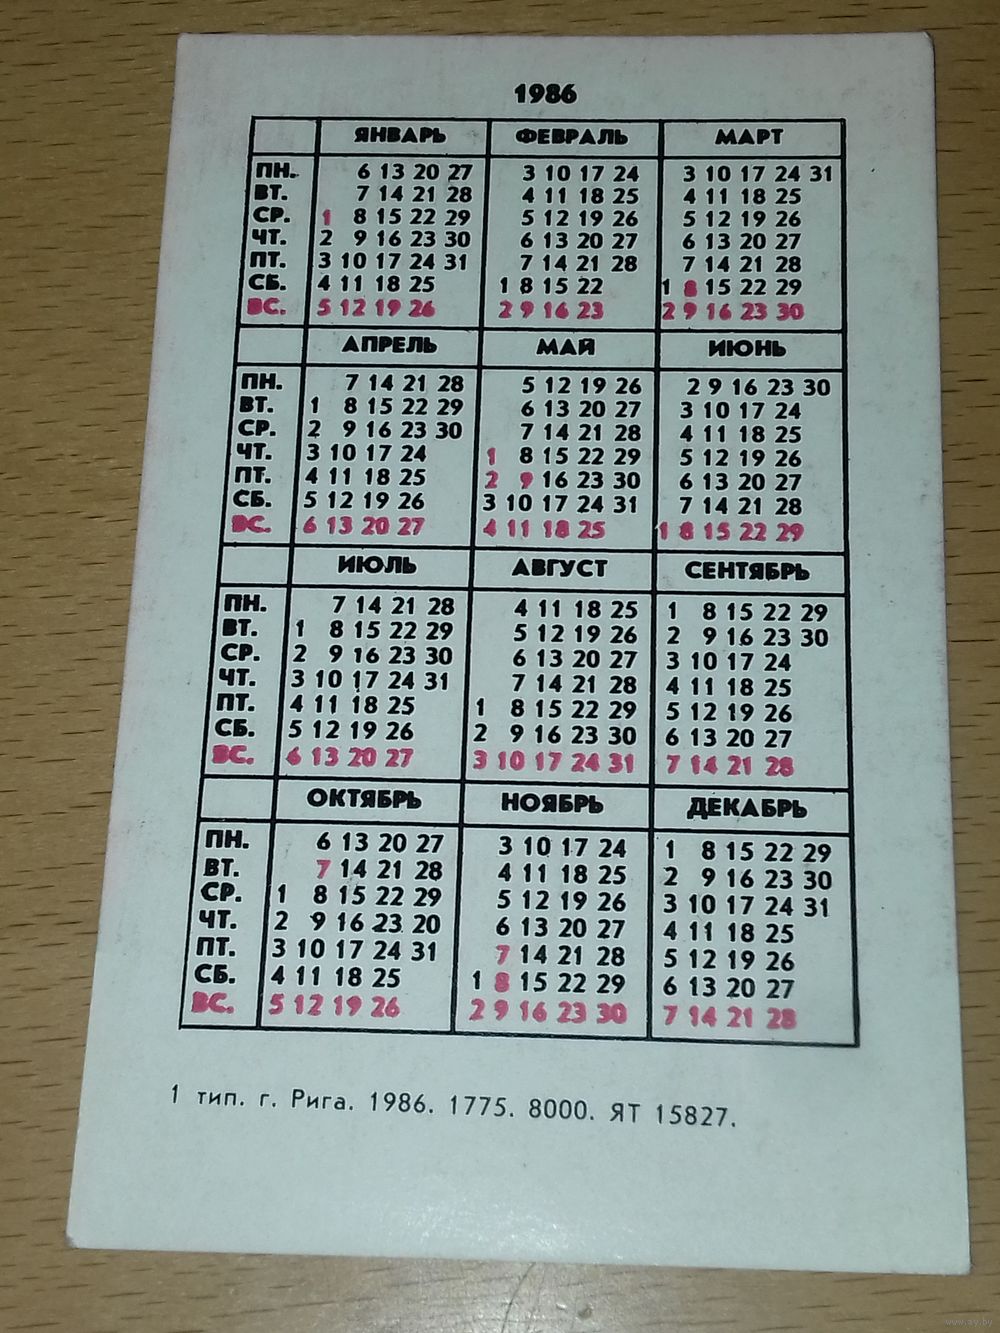 1986
ЯНВАРЬ ФЕВРАЛЬ МАРТ
ПН. 6 13 20 27 3 10 17 24 3 10 17 24 31
ВТ. 7 14 21 28 4 11 18 25 4 11 18 25
СР. 1 8 15 22 29 5 12 19 26 5 12 19 26
ЧТ. 2 9 16 23 30 6 13 20 27 6 13 20 27
ПТ. 3 10 17 24 31 7 14 21 28 7 14 21 28
СБ. 4 11 18 25 1 8 15 22 1 8 15 22 29
ВС. 5 12 19 26 2 9 16 23 2 9 16 23 30
АПРЕЛЬ МАЙ ИЮНЬ
ПН. 7 14 21 28 5 12 19 26 2 9 16 23 30
ВТ. 1 8 15 22 29 6 13 20 27 3 10 17 24
СР. 2 9 16 23 30 7 14 21 28 4 11 18 25
ЧТ. 3 10 17 24 1 8 15 22 29 5 12 19 26
ПТ. 4 11 18 25 2 9 16 23 30 6 13 20 27
СБ. 5 12 19 26 3 10 17 24 31 7 14 21 28
ВС. 6 13 20 27 4 11 18 25 1 8 15 22 29
ИЮЛЬ АВГУСТ СЕНТЯБРЬ
ПН. 7 14 21 28 4 11 18 25 1 8 15 22 29
ВТ. 1 8 15 22 29 5 12 19 26 2 9 16 23 30
СР. 2 9 16 23 30 6 13 20 27 3 10 17 24
ЧТ. 3 10 17 24 31 7 14 21 28 4 11 18 25
ПТ. 4 11 18 25 1 8 15 22 29 5 12 19 26
СБ. 5 12 19 26 2 9 16 23 30 6 13 20 27
ВС. 6 13 20 27 3 10 17 24 31 7 14 21 28
ОКТЯБРЬ НОЯБРЬ ДЕКАБРЬ
ПН. 6 13 20 27 3 10 17 24 1 8 15 22 29
ВТ. 7 14 21 28 4 11 18 25 2 9 16 23 30
СР. 1 8 15 22 29 5 12 19 26 3 10 17 24 31
ЧТ. 2 9 16 23 20 6 13 20 27 4 11 18 25
ПТ. 3 10 17 24 31 7 14 21 28 5 12 19 26
СБ. 4 11 18 25 1 8 15 22 29 6 13 20 27
ВС. 5 12 19 26 2 9 16 23 30 7 14 21 28
1 тип. г. Рига. 1986. 1775. 8000. ЯТ 15827.
www.ay.by